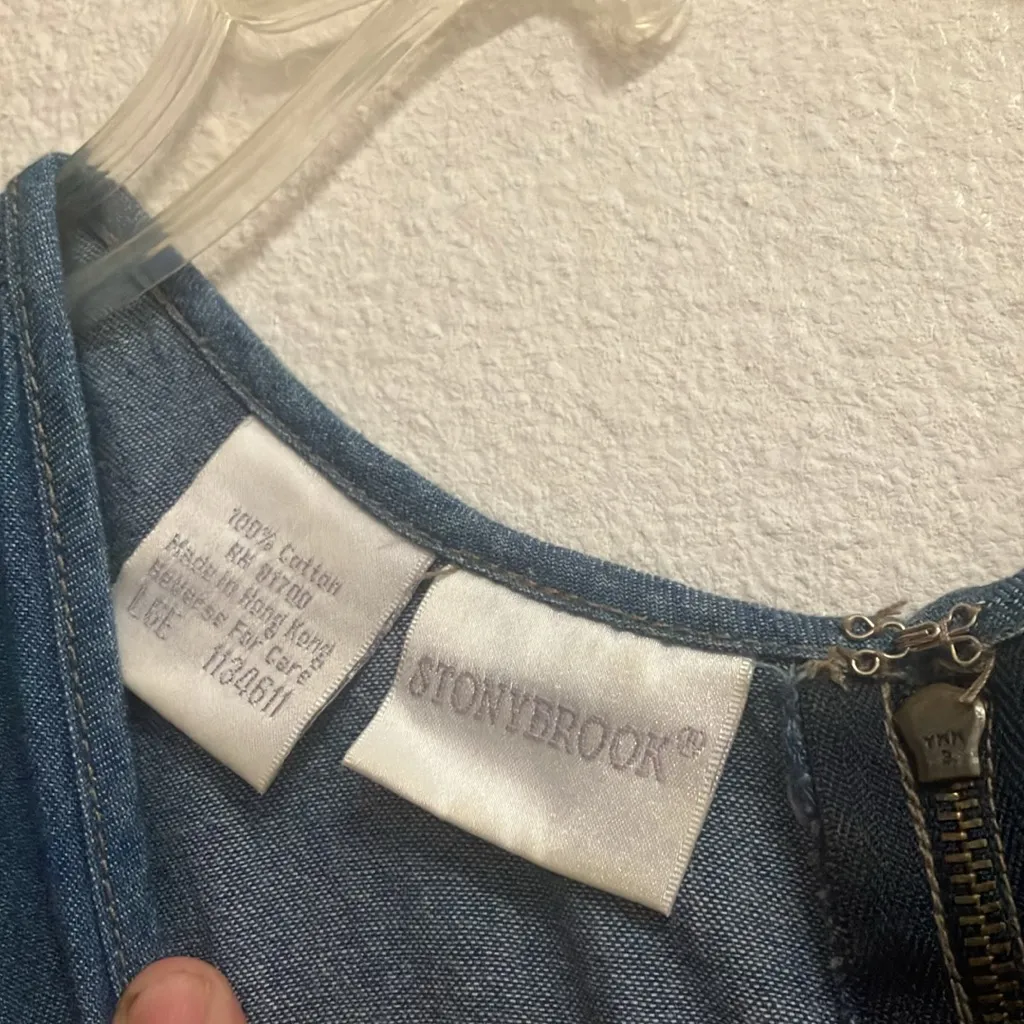 100% Cotton
RN 81700
Made in Hong Kong
Reverse For Care
LGE
1134611
STONYBROOK®
YKK